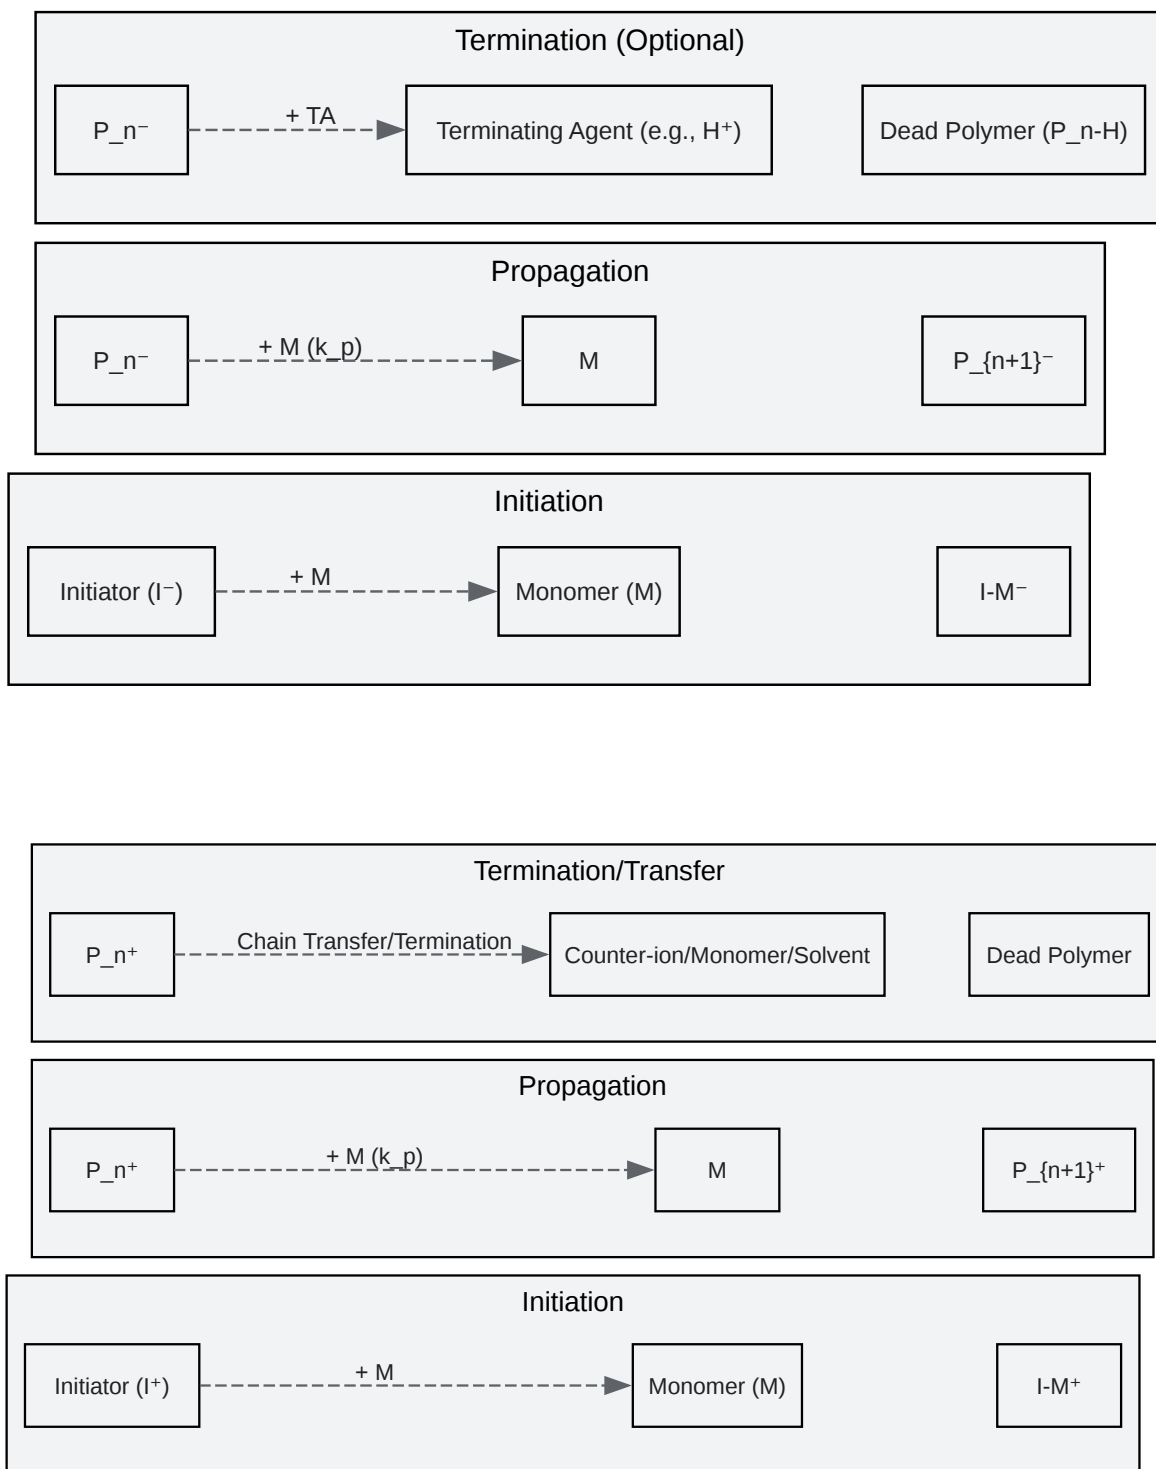 Termination (Optional)
P_n⁻
+ TA
Terminating Agent (e.g., H⁺)
Dead Polymer (P_n-H)
Propagation
P_n⁻
+ M (k_p)
M
P_{n+1}⁻
Initiation
Initiator (I⁻)
+ M
Monomer (M)
I-M⁻
Termination/Transfer
P_n⁺
Chain Transfer/Termination
Counter-ion/Monomer/Solvent
Dead Polymer
Propagation
P_n⁺
+ M (k_p)
M
P_{n+1}⁺
Initiation
Initiator (I⁺)
+ M
Monomer (M)
I-M⁺